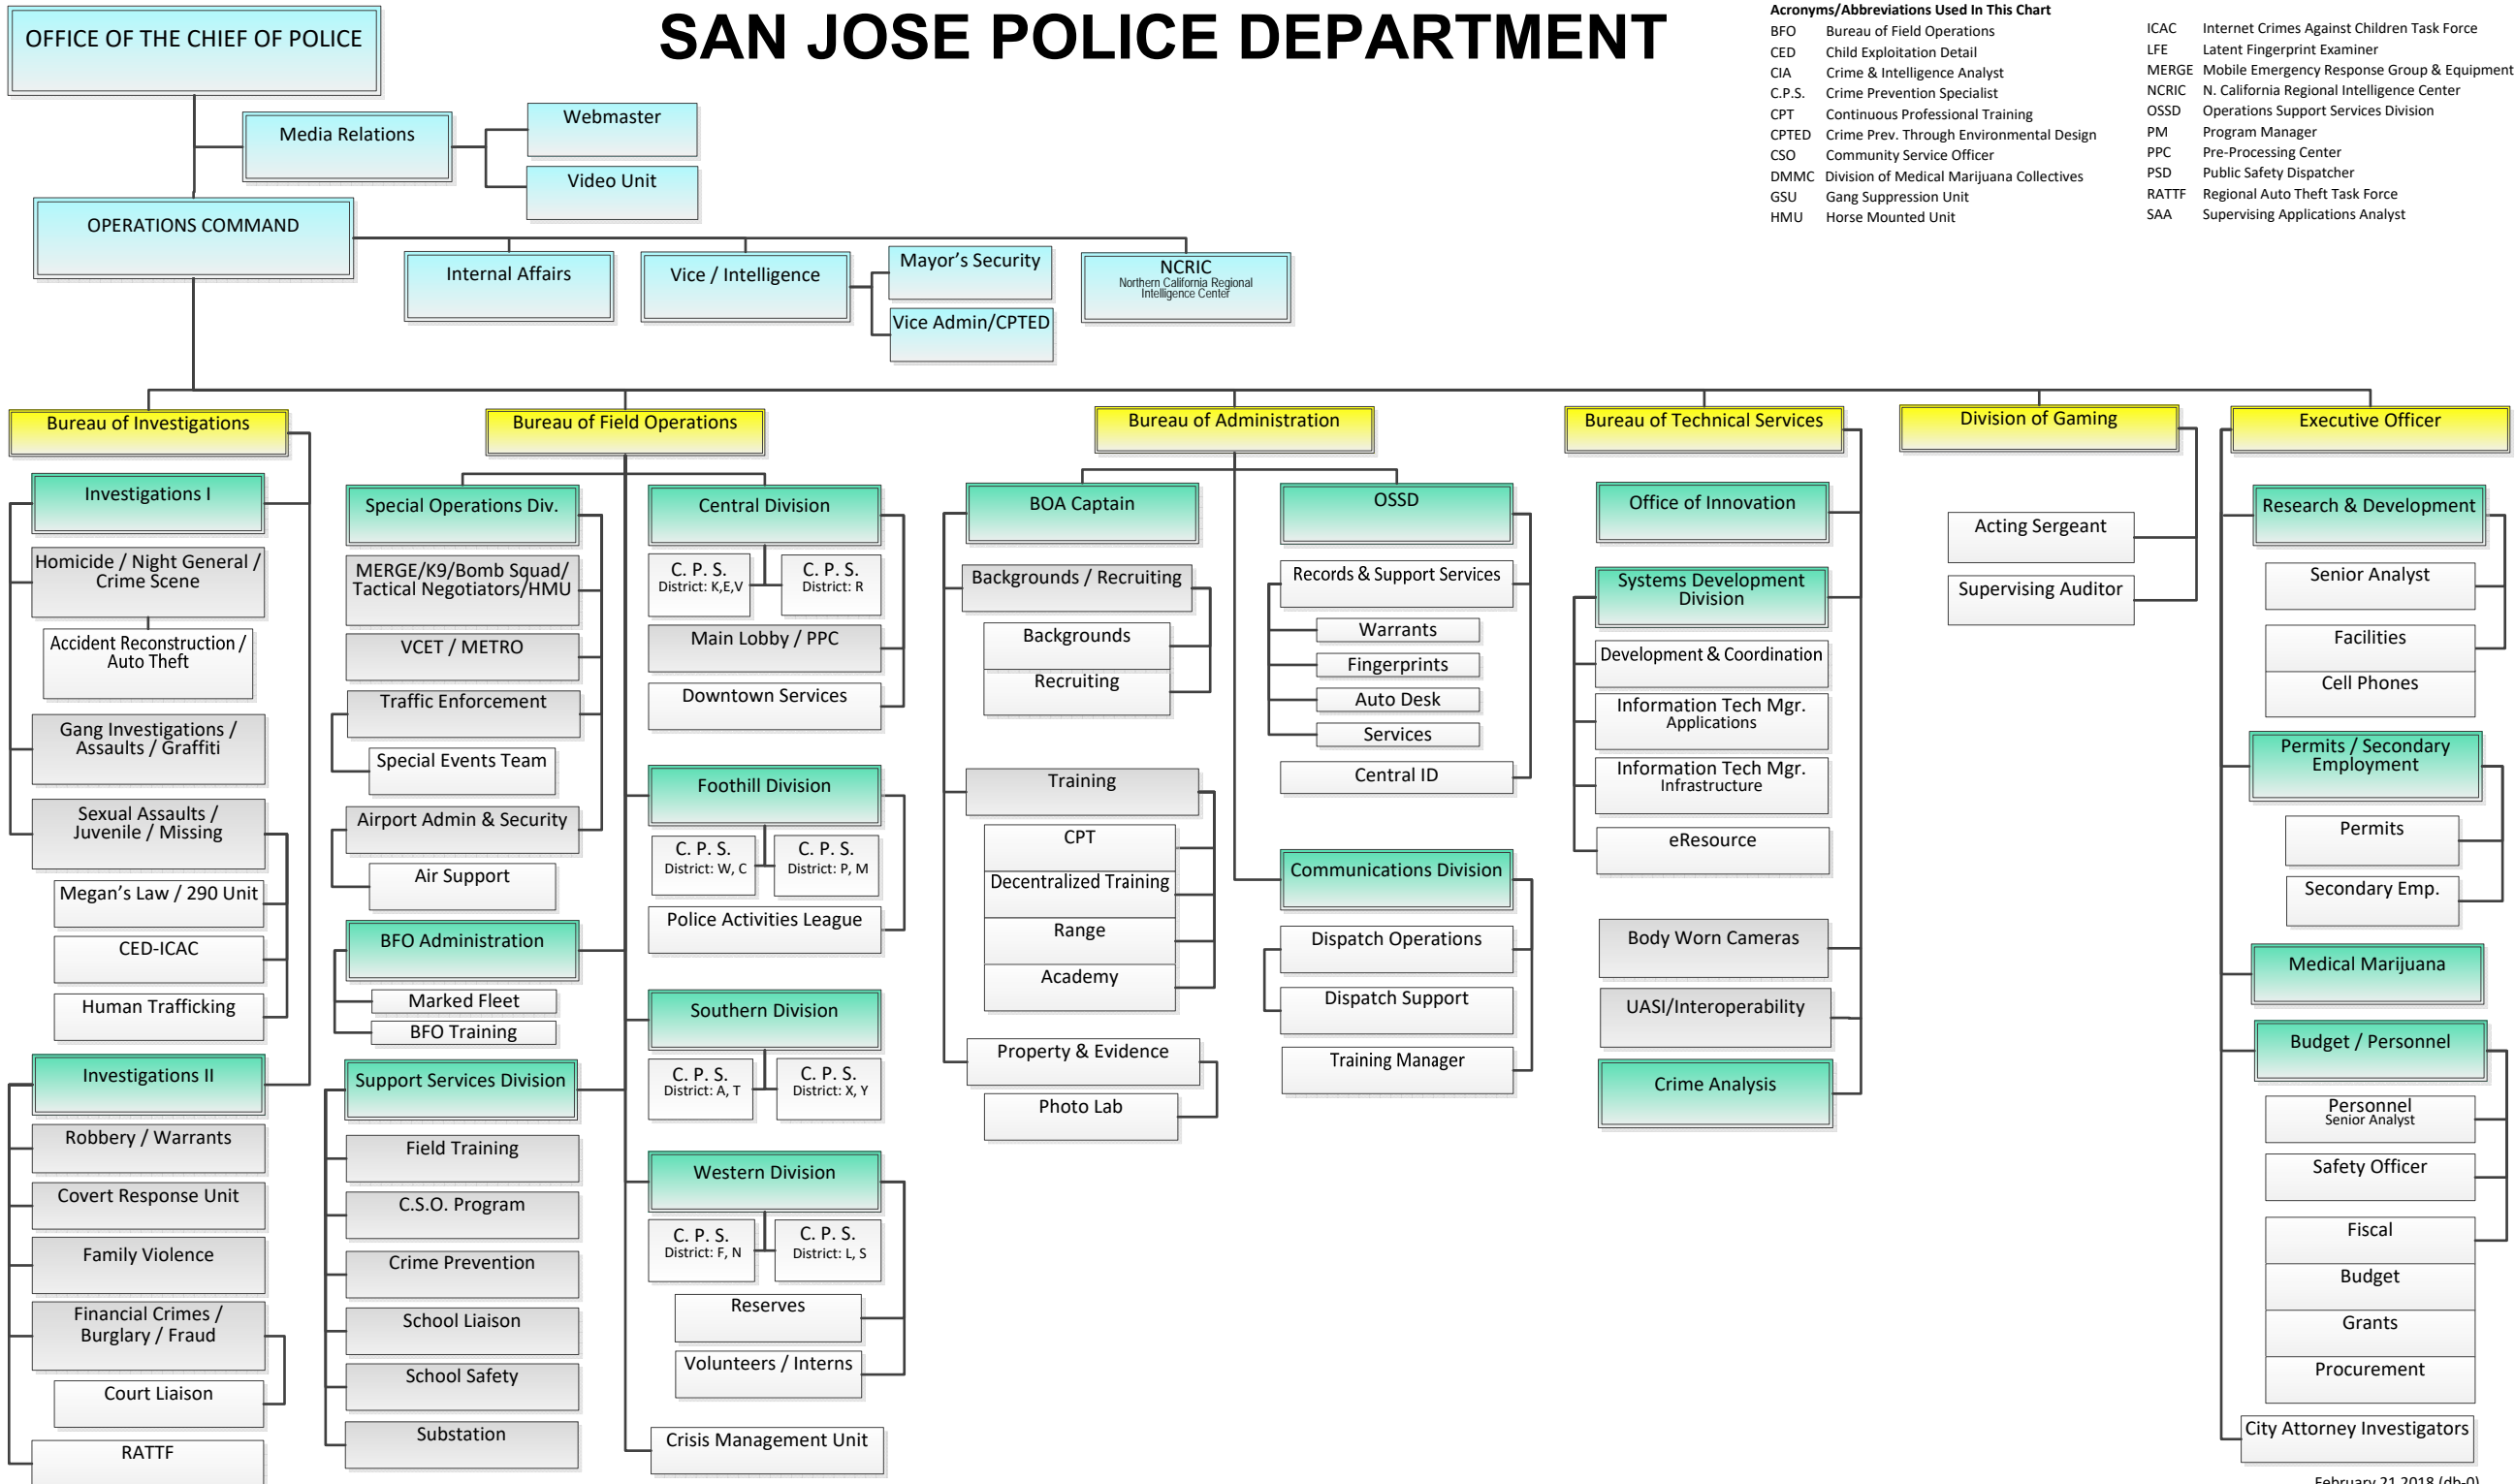 SAN JOSE POLICE DEPARTMENT
Acronyms/Abbreviations Used In This Chart
BFO Bureau of Field Operations
CED Child Exploitation Detail
CIA Crime & Intelligence Analyst
C.P.S. Crime Prevention Specialist
CPT Continuous Professional Training
CPTED Crime Prev. Through Environmental Design
CSO Community Service Officer
DMMC Division of Medical Marijuana Collectives
GSU Gang Suppression Unit
HMU Horse Mounted Unit
ICAC Internet Crimes Against Children Task Force
LFE Latent Fingerprint Examiner
MERGE Mobile Emergency Response Group & Equipment
NCRIC N. California Regional Intelligence Center
OSSD Operations Support Services Division
PM Program Manager
PPC Pre-Processing Center
PSD Public Safety Dispatcher
RATTF Regional Auto Theft Task Force
SAA Supervising Applications Analyst
OFFICE OF THE CHIEF OF POLICE
Media Relations
Webmaster
Video Unit
OPERATIONS COMMAND
Internal Affairs
Vice / Intelligence
Mayor's Security
Vice Admin/CPTED
NCRIC
Northern California Regional
Intelligence Center
Bureau of Investigations
Investigations I
Homicide / Night General /
Crime Scene
Accident Reconstruction /
Auto Theft
Gang Investigations /
Assaults / Graffiti
Sexual Assaults /
Juvenile / Missing
Megan's Law / 290 Unit
CED-ICAC
Human Trafficking
Investigations II
Robbery / Warrants
Covert Response Unit
Family Violence
Financial Crimes /
Burglary / Fraud
Court Liaison
RATTF
Bureau of Field Operations
Special Operations Div.
MERGE/K9/Bomb Squad/
Tactical Negotiators/HMU
VCET / METRO
Traffic Enforcement
Special Events Team
Airport Admin & Security
Air Support
BFO Administration
Marked Fleet
BFO Training
Support Services Division
Field Training
C.S.O. Program
Crime Prevention
School Liaison
School Safety
Substation
Central Division
C. P. S.
District: K,E,V
C. P. S.
District: R
Main Lobby / PPC
Downtown Services
Foothill Division
C. P. S.
District: W, C
C. P. S.
District: P, M
Police Activities League
Southern Division
C. P. S.
District: A, T
C. P. S.
District: X, Y
Western Division
C. P. S.
District: F, N
C. P. S.
District: L, S
Reserves
Volunteers / Interns
Crisis Management Unit
Bureau of Administration
BOA Captain
Backgrounds / Recruiting
Backgrounds
Recruiting
Training
CPT
Decentralized Training
Range
Academy
Property & Evidence
Photo Lab
OSSD
Records & Support Services
Warrants
Fingerprints
Auto Desk
Services
Central ID
Communications Division
Dispatch Operations
Dispatch Support
Training Manager
Bureau of Technical Services
Office of Innovation
Systems Development
Division
Development & Coordination
Information Tech Mgr.
Applications
Information Tech Mgr.
Infrastructure
eResource
Body Worn Cameras
UASI/Interoperability
Crime Analysis
Division of Gaming
Acting Sergeant
Supervising Auditor
Executive Officer
Research & Development
Senior Analyst
Facilities
Cell Phones
Permits / Secondary
Employment
Permits
Secondary Emp.
Medical Marijuana
Budget / Personnel
Personnel
Senior Analyst
Safety Officer
Fiscal
Budget
Grants
Procurement
City Attorney Investigators
February 21 2018 (db-0)